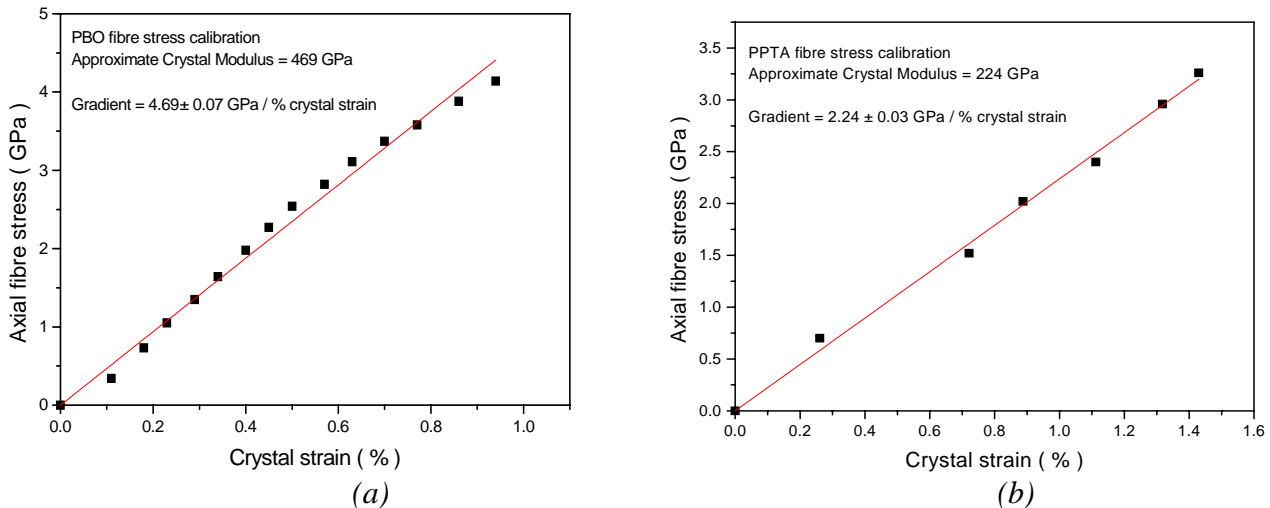 PBO fibre stress calibration
Approximate Crystal Modulus = 469 GPa
Gradient = 4.69± 0.07 GPa / % crystal strain
Axial fibre stress ( GPa)
5
4
3
2
1
0
0.0 0.2 0.4 0.6 0.8 1.0
Crystal strain ( % )
(a)
PPTA fibre stress calibration
Approximate Crystal Modulus = 224 GPa
Gradient = 2.24 ± 0.03 GPa / % crystal strain
Axial fibre stress ( GPa)
3.5
3.0
2.5
2.0
1.5
1.0
0.5
0.0
0.0 0.2 0.4 0.6 0.8 1.0 1.2 1.4 1.6
Crystal strain ( % )
(b)